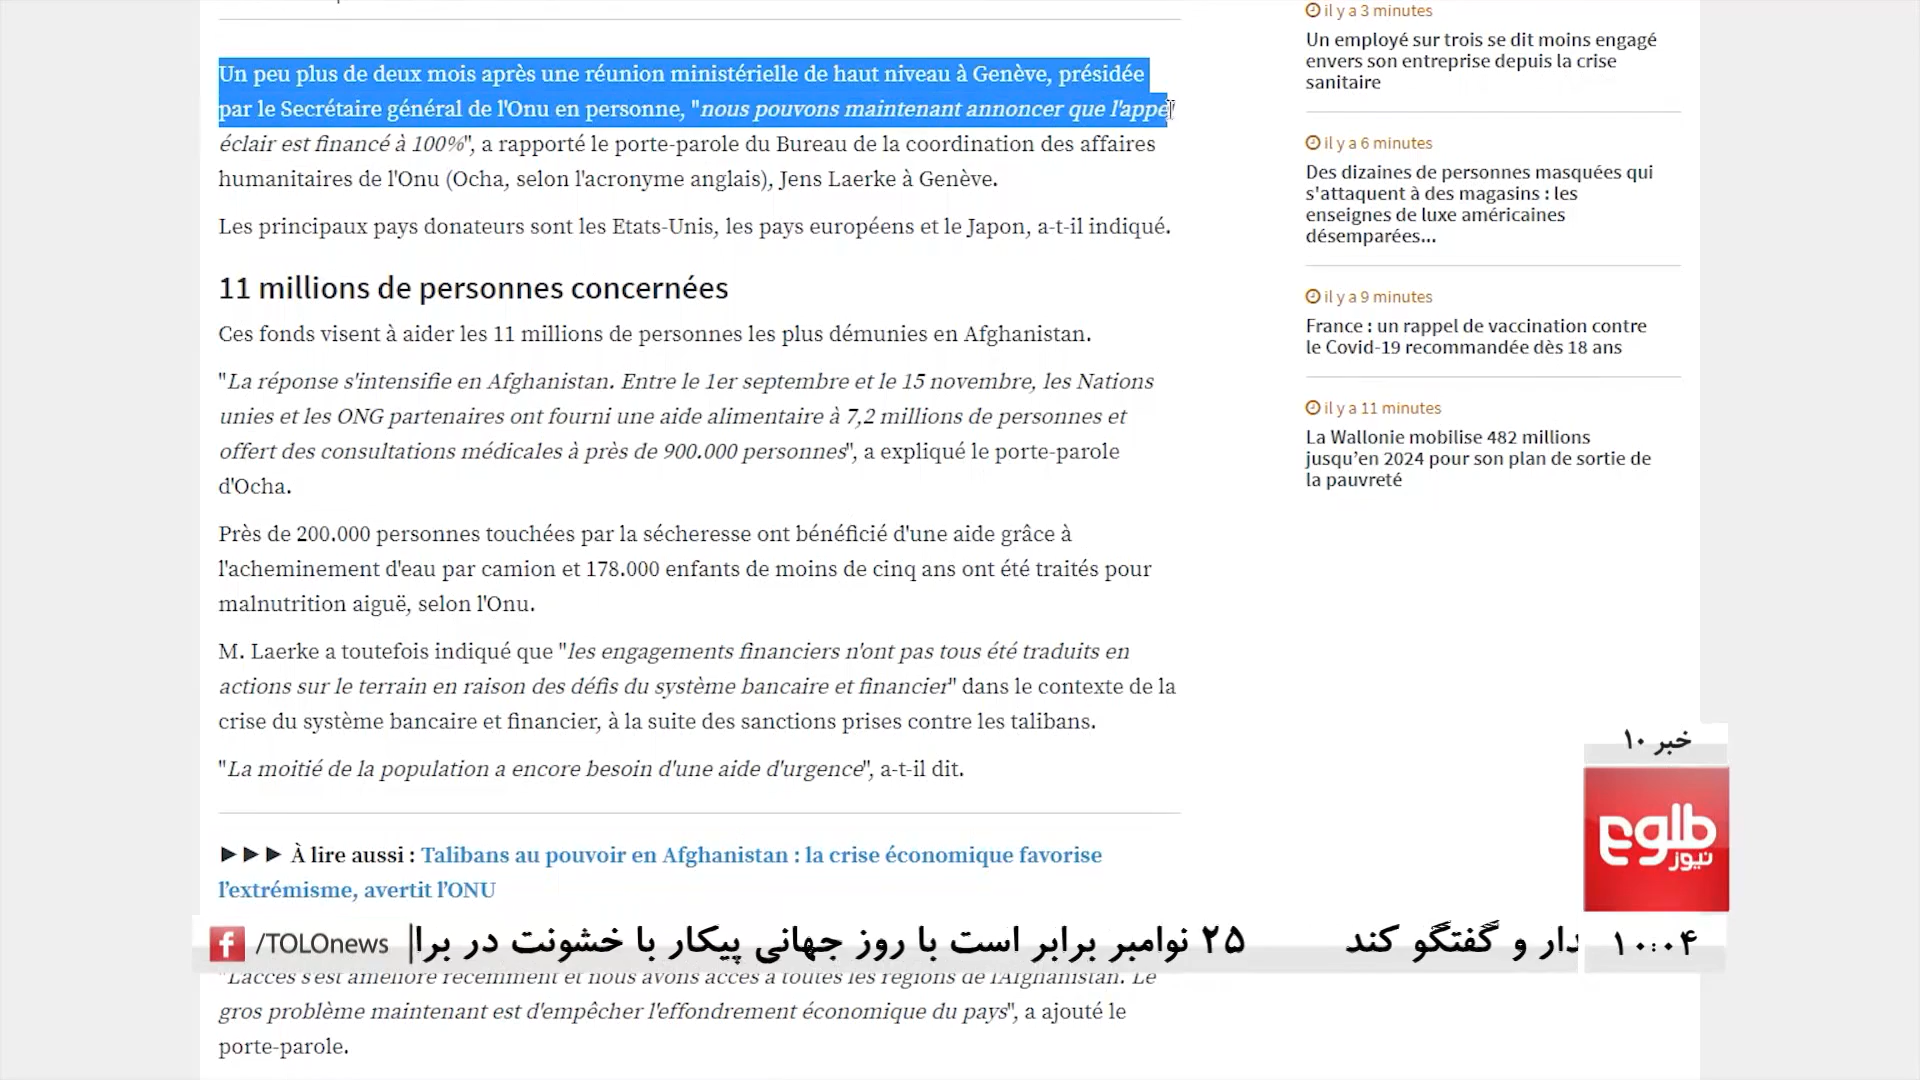 Un peu plus de deux mois après une réunion ministérielle de haut niveau à Genève, présidée
par le Secrétaire général de l'Onu en personne, "nous pouvons maintenant annoncer que l'appe
éclair est financé à 100%", a rapporté le porte-parole du Bureau de la coordination des affaires
humanitaires de l'Onu (Ocha, selon l'acronyme anglais), Jens Laerke à Genève.
Les principaux pays donateurs sont les Etats-Unis, les pays européens et le Japon, a-t-il indiqué.
11 millions de personnes concernées
Ces fonds visent à aider les 11 millions de personnes les plus démunies en Afghanistan.
"La réponse s'intensifie en Afghanistan. Entre le 1er septembre et le 15 novembre, les Nations
unies et les ONG partenaires ont fourni une aide alimentaire à 7,2 millions de personnes et
offert des consultations médicales à près de 900.000 personnes", a expliqué le porte-parole
d'Ocha.
Près de 200.000 personnes touchées par la sécheresse ont bénéficié d'une aide grâce à
l'acheminement d'eau par camion et 178.000 enfants de moins de cinq ans ont été traités pour
malnutrition aiguë, selon l'Onu.
M. Laerke a toutefois indiqué que "les engagements financiers n'ont pas tous été traduits en
actions sur le terrain en raison des défis du système bancaire et financier" dans le contexte de la
crise du système bancaire et financier, à la suite des sanctions prises contre les talibans.
"La moitié de la population a encore besoin d'une aide d'urgence", a-t-il dit.
►►► À lire aussi : Talibans au pouvoir en Afghanistan : la crise économique favorise
l'extrémisme, avertit l'ONU
"L'accès s'est amélioré récemment et nous avons accès à toutes les régions de l'Afghanistan. Le
gros problème maintenant est d'empêcher l'effondrement économique du pays", a ajouté le
porte-parole.
il y a 3 minutes
Un employé sur trois se dit moins engagé
envers son entreprise depuis la crise
sanitaire
il y a 6 minutes
Des dizaines de personnes masquées qui
s'attaquent à des magasins : les
enseignes de luxe américaines
désemparées...
il y a 9 minutes
France : un rappel de vaccination contre
le Covid-19 recommandée dès 18 ans
il y a 11 minutes
La Wallonie mobilise 482 millions
jusqu'en 2024 pour son plan de sortie de
la pauvreté
خبر ۱۰
طلوع
نیوز
۱۰:۰۴
دار و گفتگو کند
۲۵ نوامبر برابر است با روز جهانی پیکار با خشونت در برا
/TOLOnews